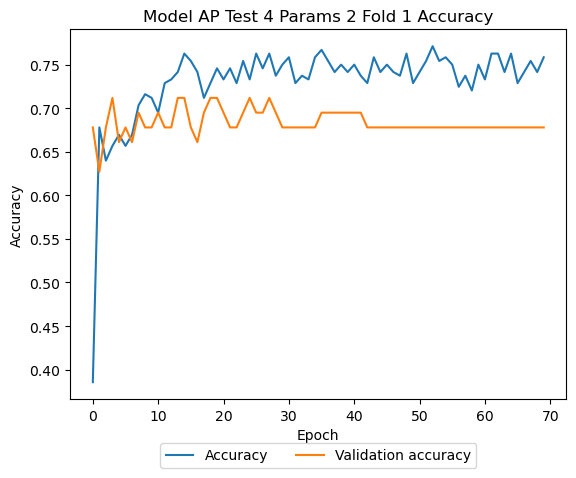 Model AP Test 4 Params 2 Fold 1 Accuracy
Accuracy
0.75
0.70
0.65
0.60
0.55
0.50
0.45
0.40
0 10 20 30 40 50 60 70
Epoch
Accuracy Validation accuracy